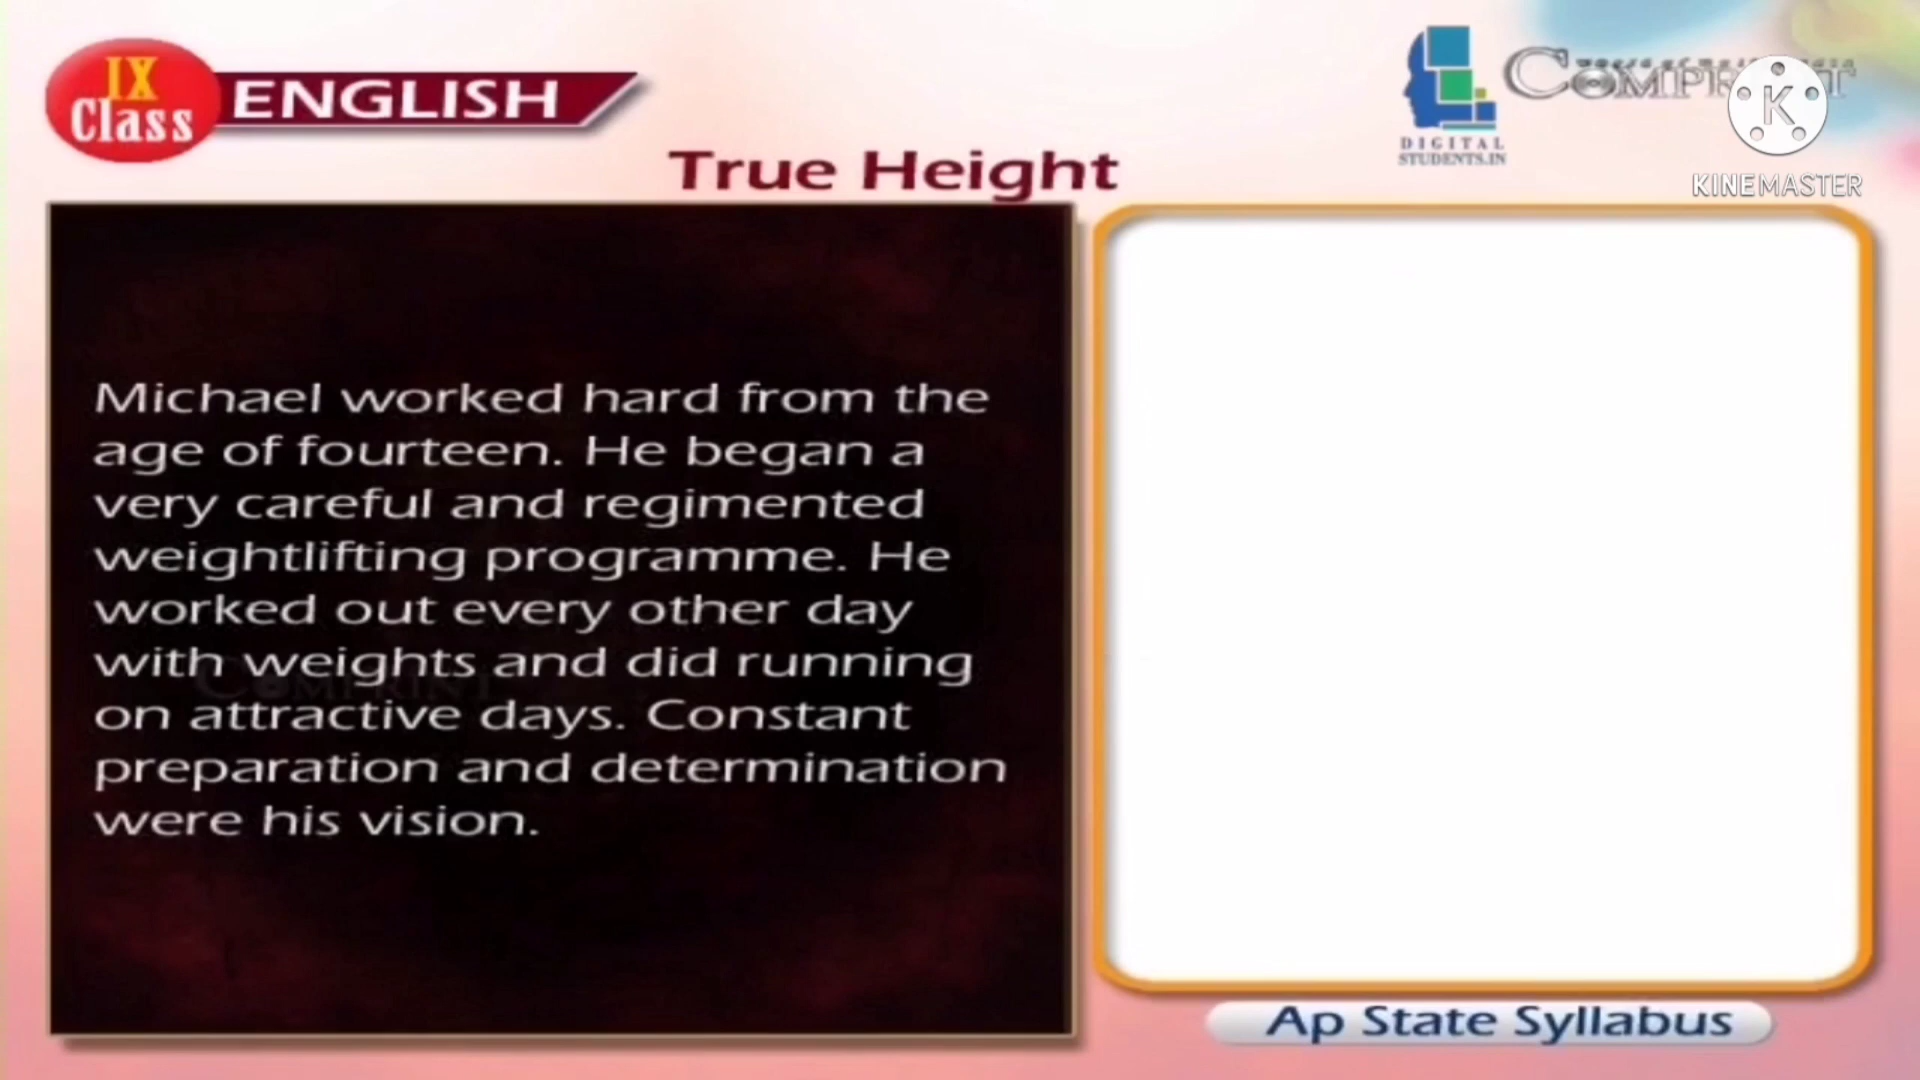 IX
Class
ENGLISH
DIGITAL
STUDENTS.IN
K
KINEMASTER
True Height
Michael worked hard from the
age of fourteen. He began a
very careful and regimented
weightlifting programme. He
worked out every other day
with weights and did running
on attractive days. Constant
preparation and determination
were his vision.
Ap State Syllabus